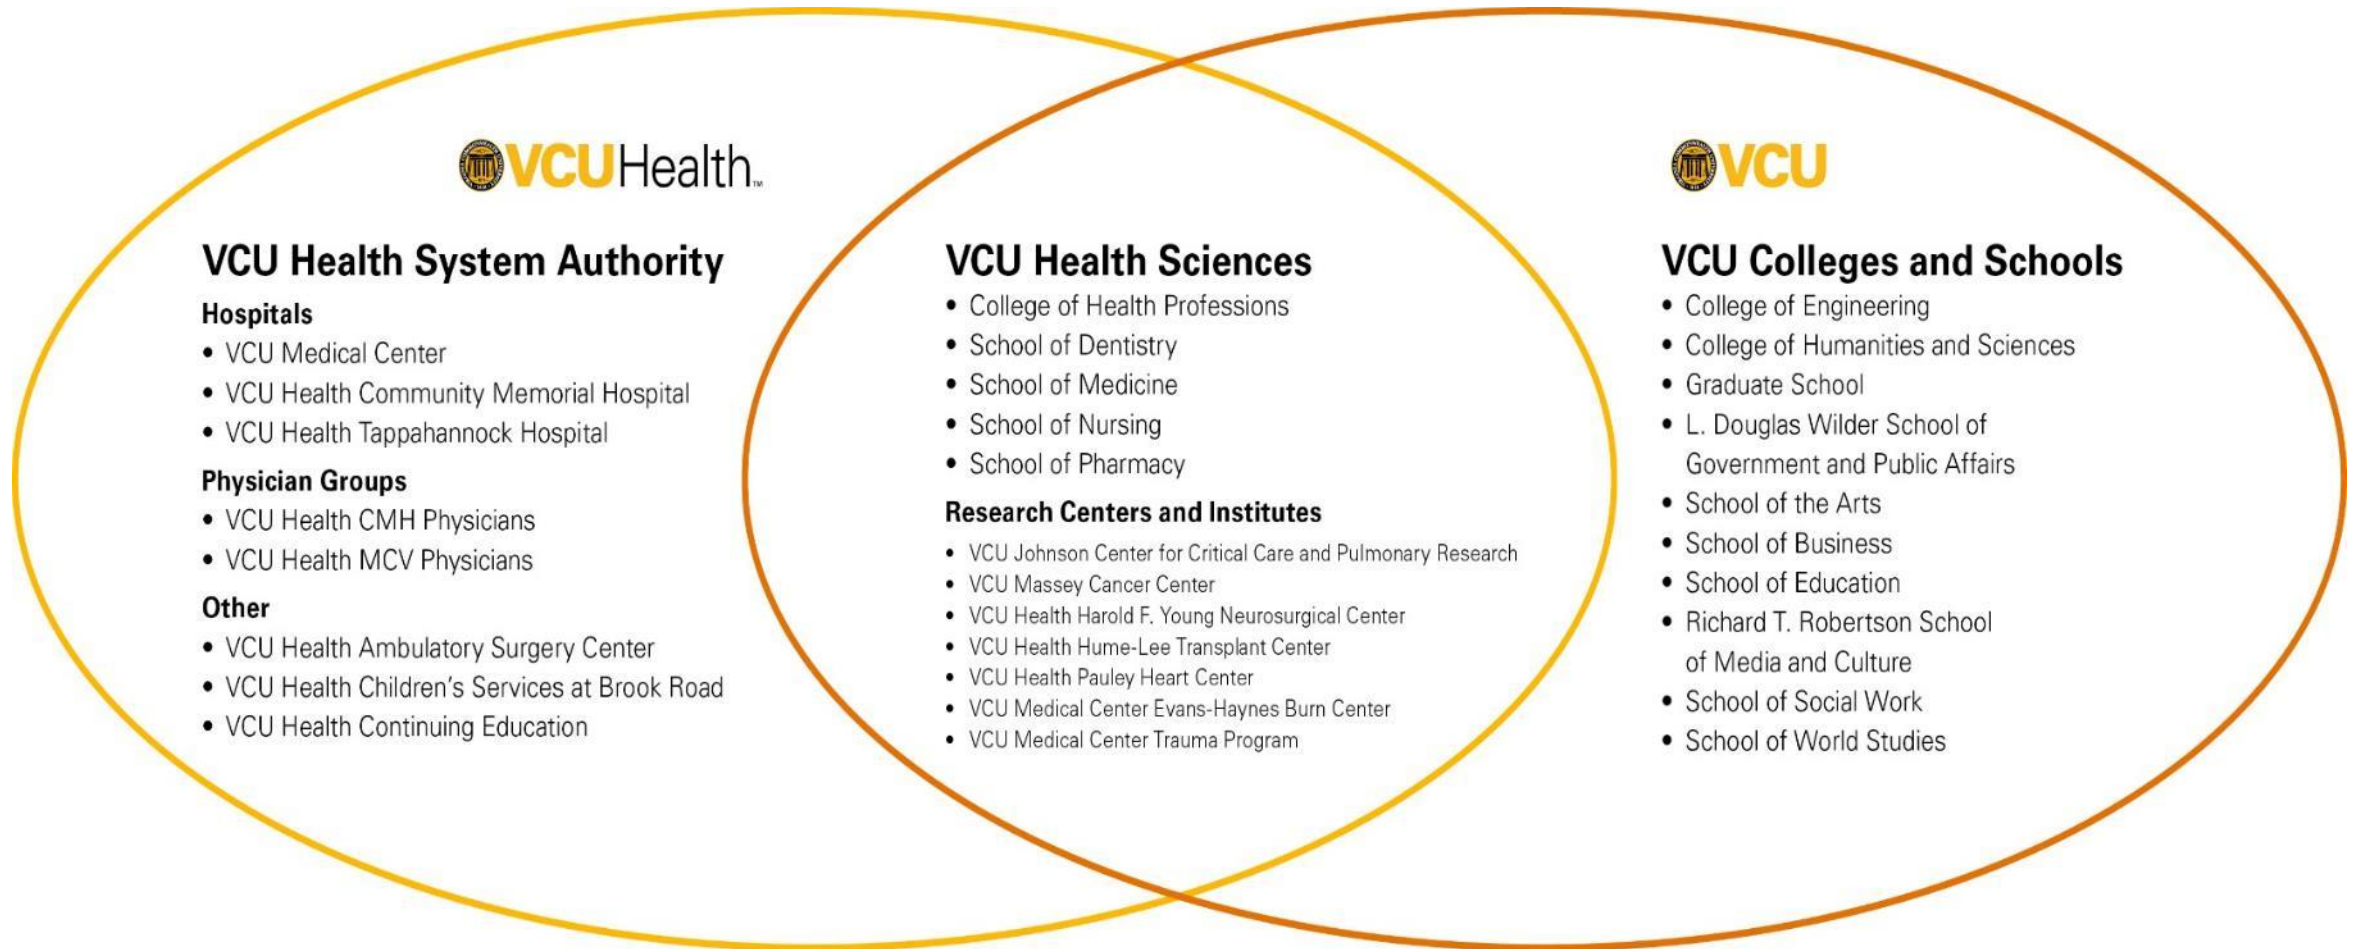 VCUHealth™
VCU Health System Authority
Hospitals
• VCU Medical Center
• VCU Health Community Memorial Hospital
• VCU Health Tappahannock Hospital
Physician Groups
• VCU Health CMH Physicians
• VCU Health MCV Physicians
Other
• VCU Health Ambulatory Surgery Center
• VCU Health Children's Services at Brook Road
• VCU Health Continuing Education
VCU Health Sciences
• College of Health Professions
• School of Dentistry
• School of Medicine
• School of Nursing
• School of Pharmacy
Research Centers and Institutes
• VCU Johnson Center for Critical Care and Pulmonary Research
• VCU Massey Cancer Center
• VCU Health Harold F. Young Neurosurgical Center
• VCU Health Hume-Lee Transplant Center
• VCU Health Pauley Heart Center
• VCU Medical Center Evans-Haynes Burn Center
• VCU Medical Center Trauma Program
VCU
VCU Colleges and Schools
• College of Engineering
• College of Humanities and Sciences
• Graduate School
• L. Douglas Wilder School of
Government and Public Affairs
• School of the Arts
• School of Business
• School of Education
• Richard T. Robertson School
of Media and Culture
• School of Social Work
• School of World Studies